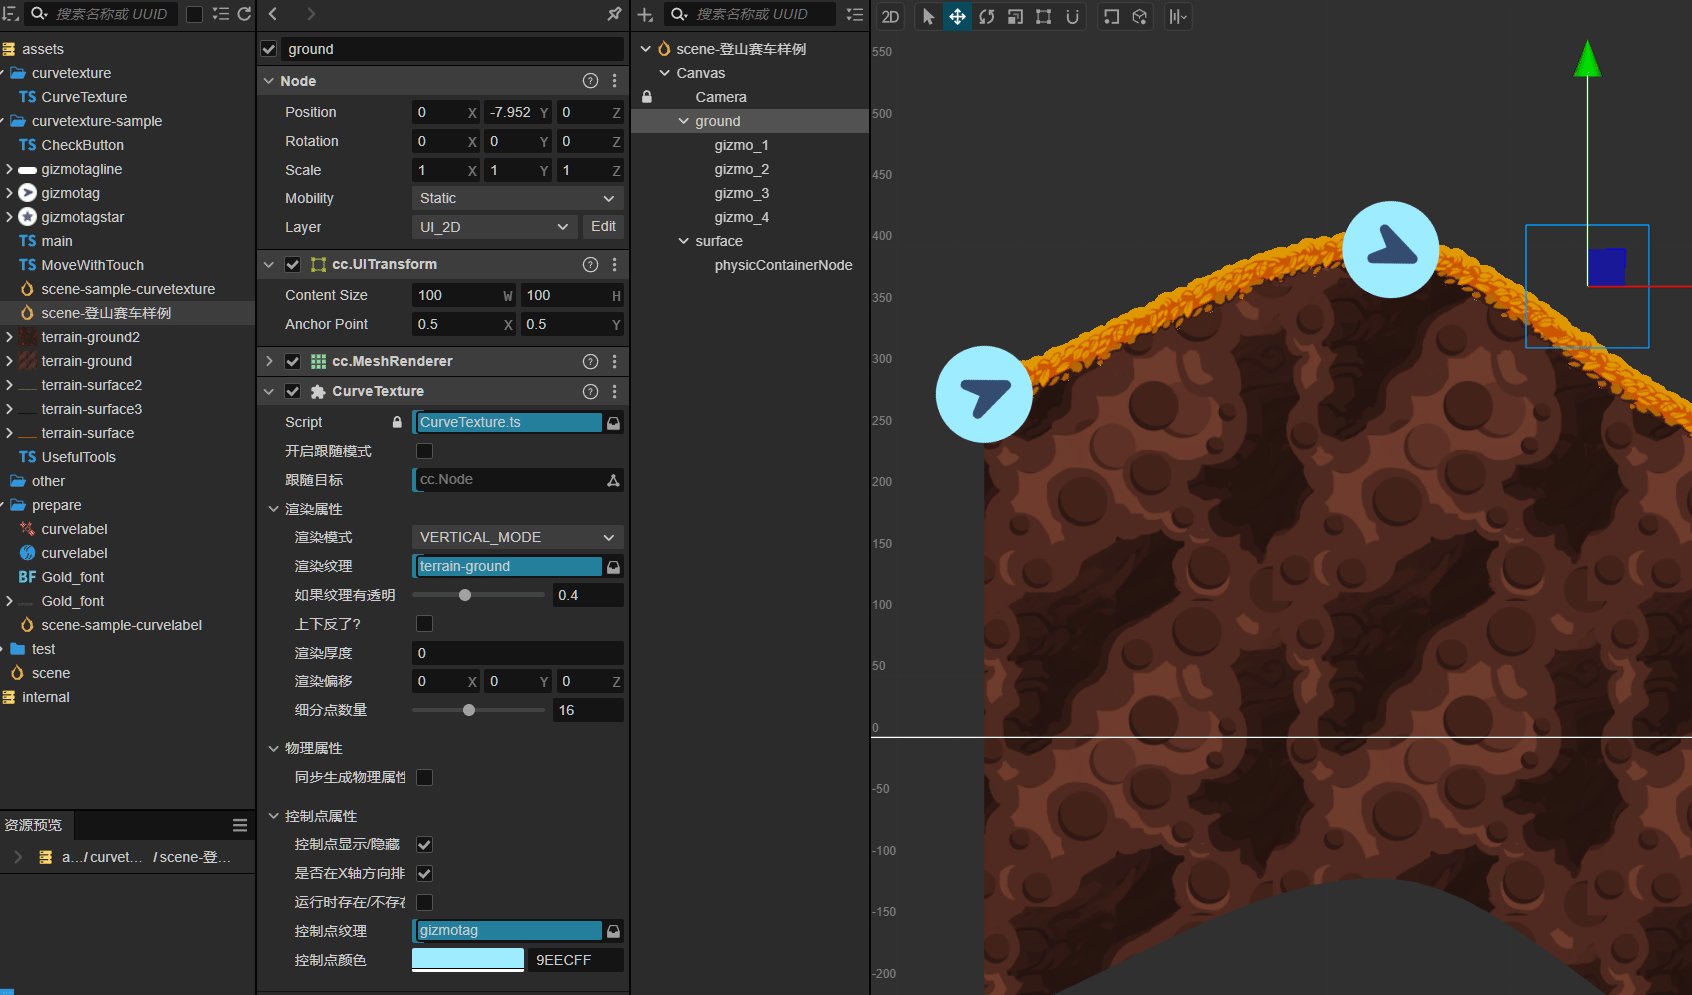 搜索名称或 UUID
assets
curvetexture
TS CurveTexture
curvetexture-sample
TS CheckButton
gizmotagline
gizmotag
gizmotagstar
TS main
TS MoveWithTouch
scene-sample-curvetexture
scene-登山赛车样例
terrain-ground2
terrain-ground
terrain-surface2
terrain-surface3
terrain-surface
TS UsefulTools
other
prepare
curvelabel
curvelabel
BF Gold_font
Gold_font
scene-sample-curvelabel
test
scene
internal
资源预览
a.../curvet... /scene-登...
ground
Node
Position 0 X -7.952 Y 0 Z
Rotation 0 X 0 Y 0 Z
Scale 1 X 1 Y 1 Z
Mobility Static
Layer UI_2D Edit
cc.UITransform
Content Size 100 W 100 H
Anchor Point 0.5 X 0.5 Y
cc.MeshRenderer
CurveTexture
Script CurveTexture.ts
开启跟随模式
跟随目标 cc.Node
渲染属性
渲染模式 VERTICAL_MODE
渲染纹理 terrain-ground
如果纹理有透明 0.4
上下反了?
渲染厚度 0
渲染偏移 0 X 0 Y 0 Z
细分点数量 16
物理属性
同步生成物理属性
控制点属性
控制点显示/隐藏
是否在X轴方向排
运行时存在/不存在
控制点纹理 gizmotag
控制点颜色 9EECFF
搜索名称或 UUID
scene-登山赛车样例
Canvas
Camera
ground
gizmo_1
gizmo_2
gizmo_3
gizmo_4
surface
physicContainerNode
2D
550
500
450
400
350
300
250
200
150
100
50
0
-50
-100
-150
-200